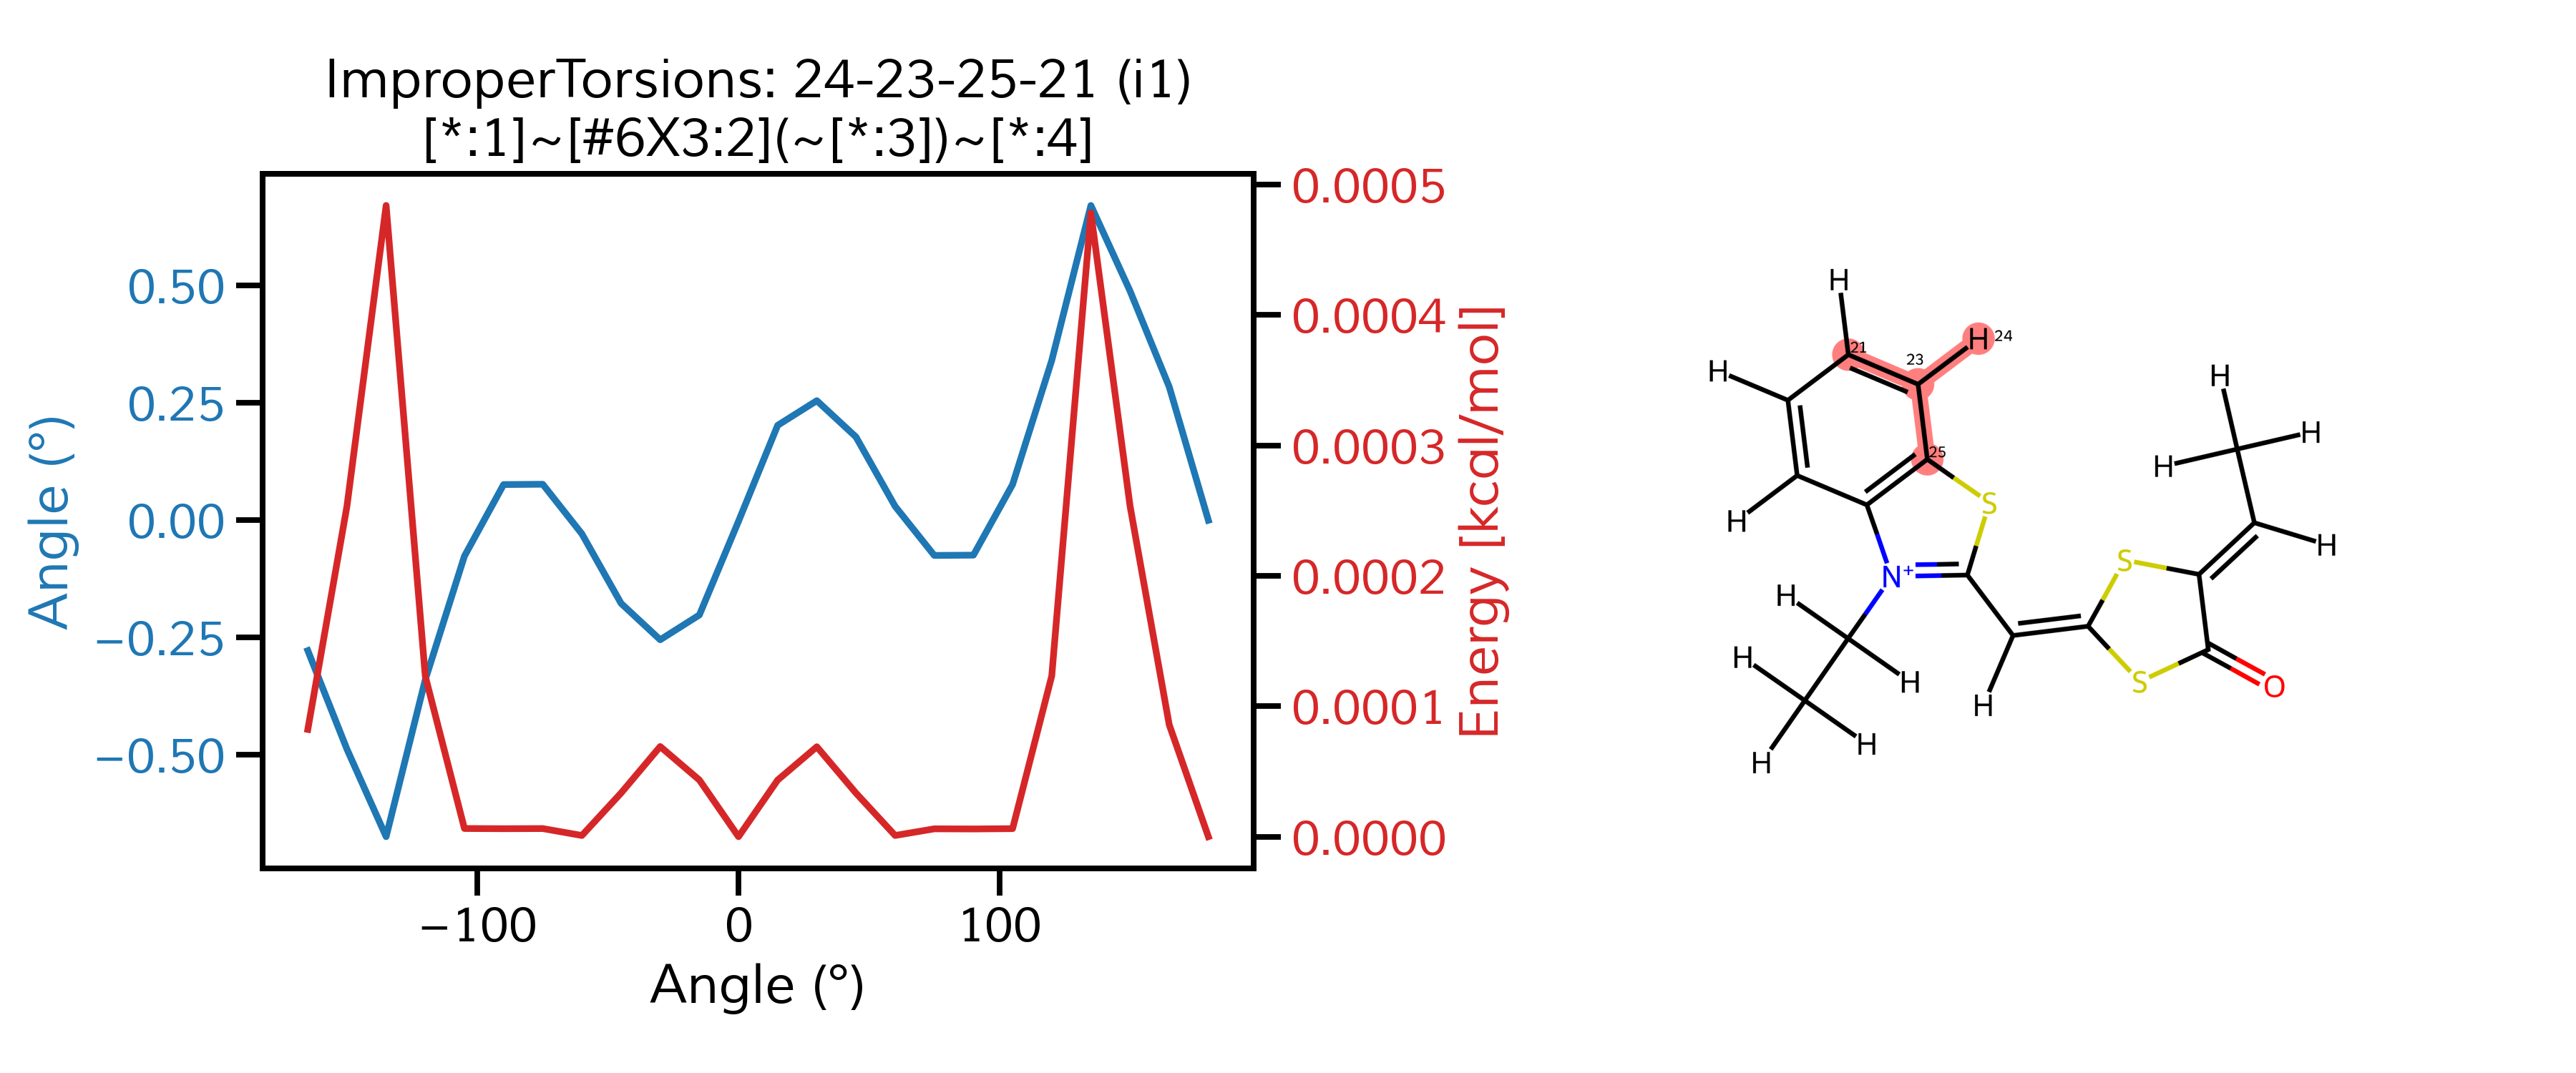 ImproperTorsions: 24-23-25-21 (i1)
[*:1]~[#6X3:2](~[*:3])~[*:4]
Angle (°)
0.50
0.25
0.00
−0.25
−0.50
0.0005
0.0004
0.0003
0.0002
0.0001
0.0000
Energy [kcal/mol]
−100
0
100
Angle (°)
H
H
24
21
23
H
H
H
H
25
S
H
H
S
N+
H
H
S
H
H
O
H
H
H